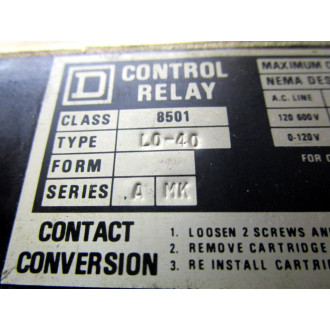 CONTROL
RELAY
CLASS 8501
TYPE LO-40
FORM
SERIES A MK
MAXIMUM
NEMA DES
A.C. LINE
120 600V
0-120V
FOR
CONTACT
CONVERSION
1. LOOSEN 2 SCREWS AN
2. REMOVE CARTRIDGE
3. RE INSTALL CARTRI